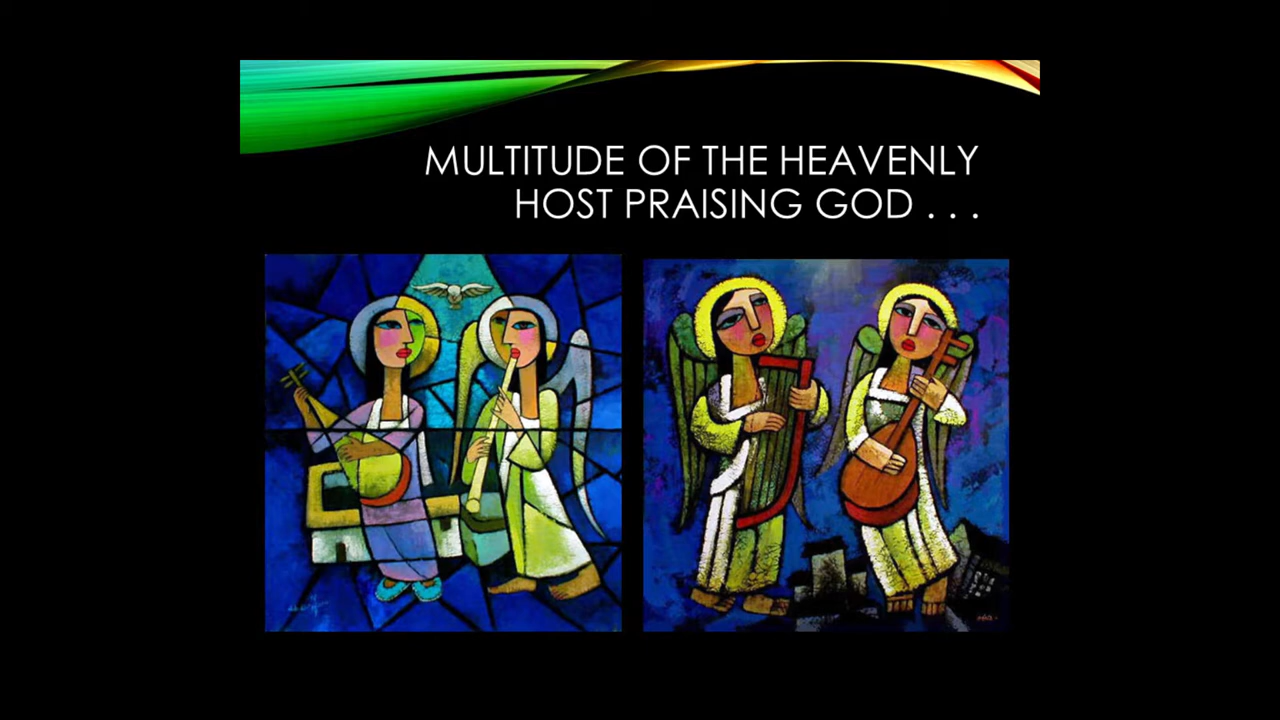 MULTITUDE OF THE HEAVENLY
HOST PRAISING GOD . . .